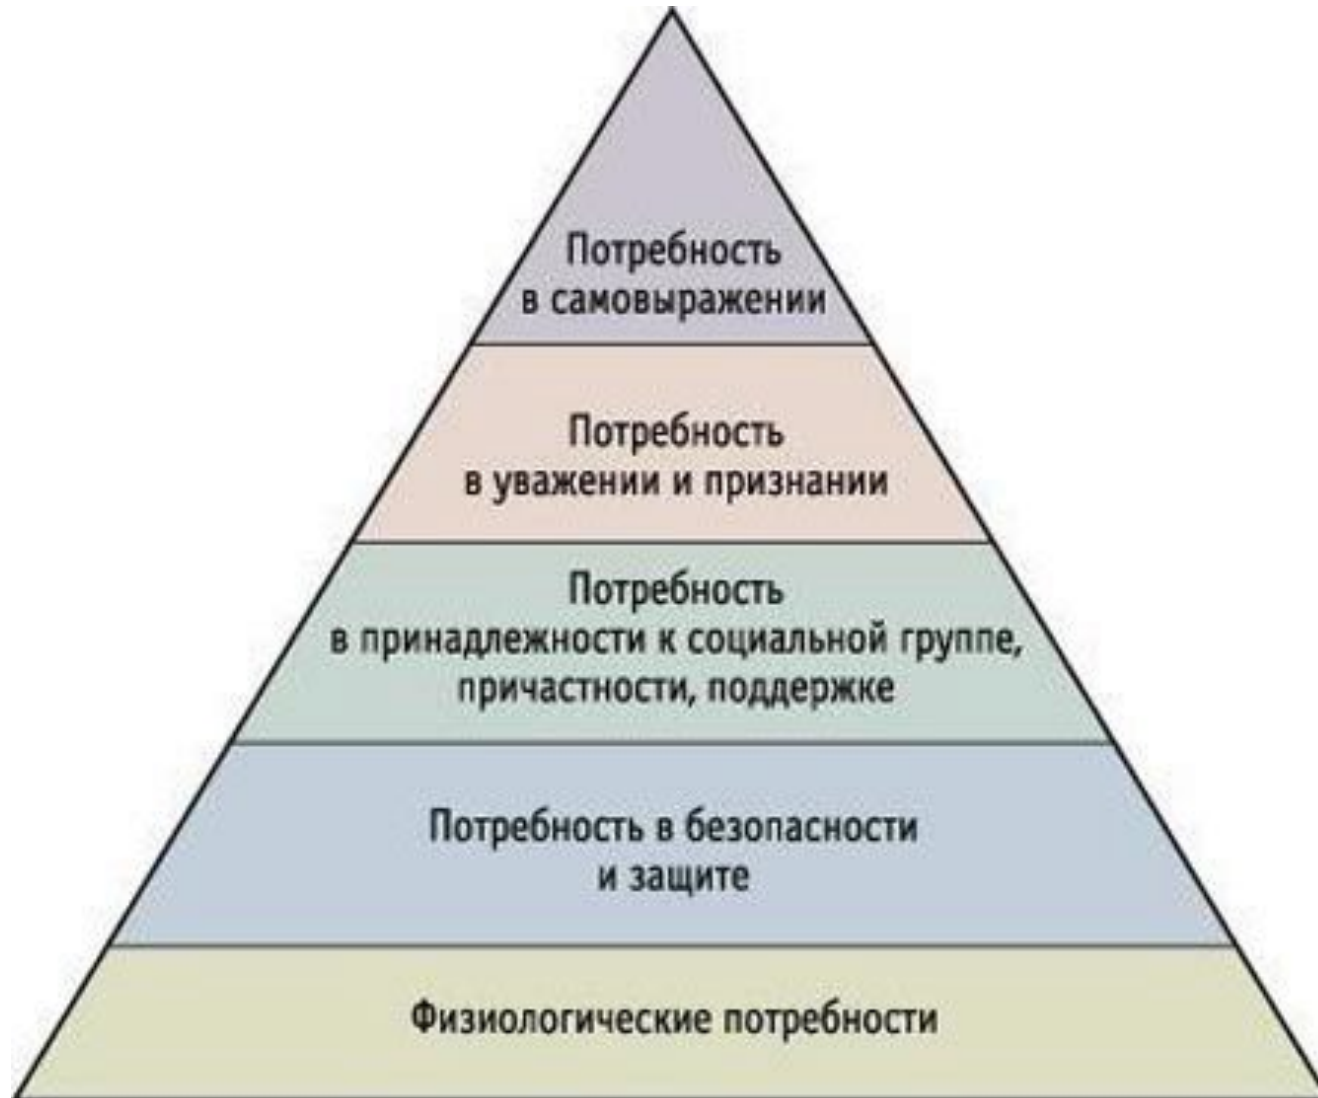 Потребность
в самовыражении
Потребность
в уважении и признании
Потребность
в принадлежности к социальной группе,
причастности, поддержке
Потребность в безопасности
и защите
Физиологические потребности